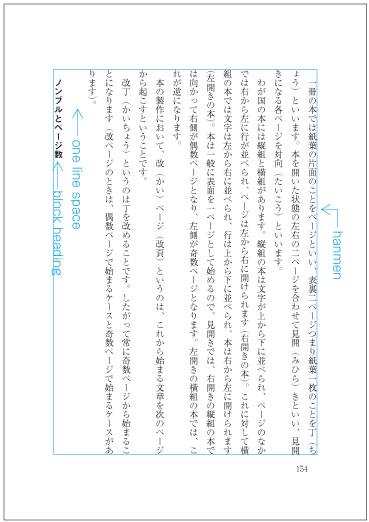 一冊の本では紙葉の片面のことをページといい、表裏二ページつまり紙葉一枚のことを丁（ち
ょう）といいます。本を開いた状態の左右の二ページを合わせて見開（みひら）きといい、見開
きになる各ページを対向（たいこう）といいます。
わが国の本には縦組と横組があります。縦組の本は文字が上から下に並べられ、ページのなか
では右から左に行が並べられ、ページは左から右に開けられます（右開きの本）。これに対して横
組の本では文字は左から右に並べられ、行は上から下に並べられ、本は右から左に開けられます
（左開きの本）。本は一般に表面を一ページとして始めるので、見開きでは、右開きの縦組の本で
は向かって右側が偶数ページとなり、左側が奇数ページとなります。左開きの横組の本では、こ
れが逆になります。
本の製作において、改（かい）ページ（改頁）というのは、これから始まる文章を次のページ
から起こすということです。
改丁（かいちょう）というのは丁を改めることです。したがって常に奇数ページから始まるこ
とになります（改ページのときは、偶数ページで始まるケースと奇数ページで始まるケースがあ
ります）。
ノンブルとページ数
hanmen
one line space
block heading
154